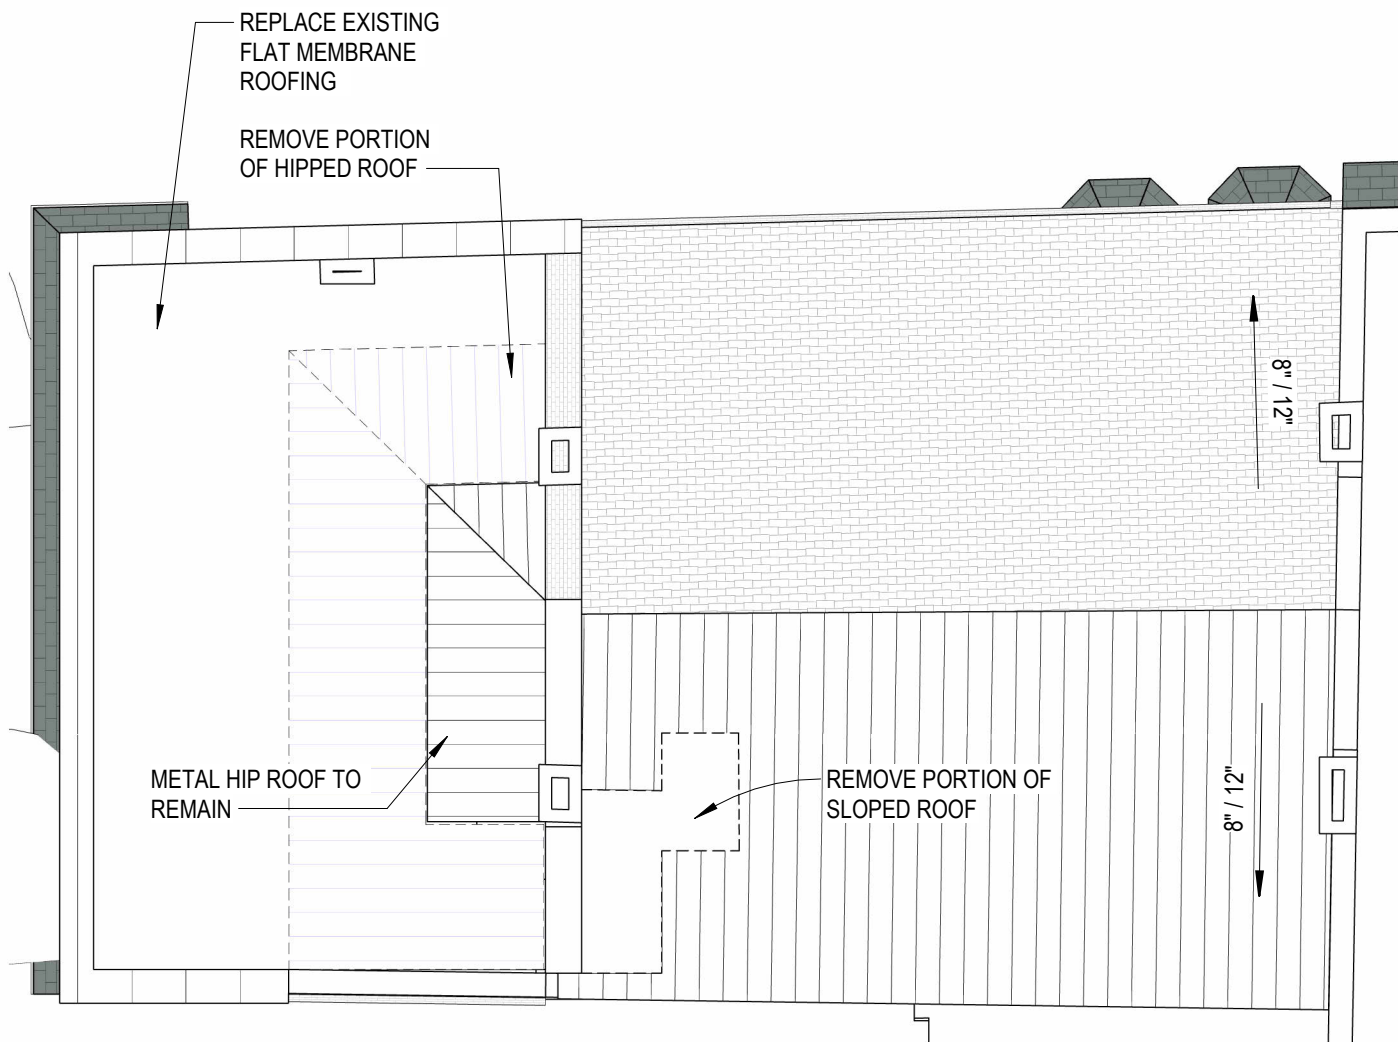 REPLACE EXISTING
FLAT MEMBRANE
ROOFING
REMOVE PORTION
OF HIPPED ROOF
8" / 12"
METAL HIP ROOF TO
REMAIN
REMOVE PORTION OF
SLOPED ROOF
8" / 12"